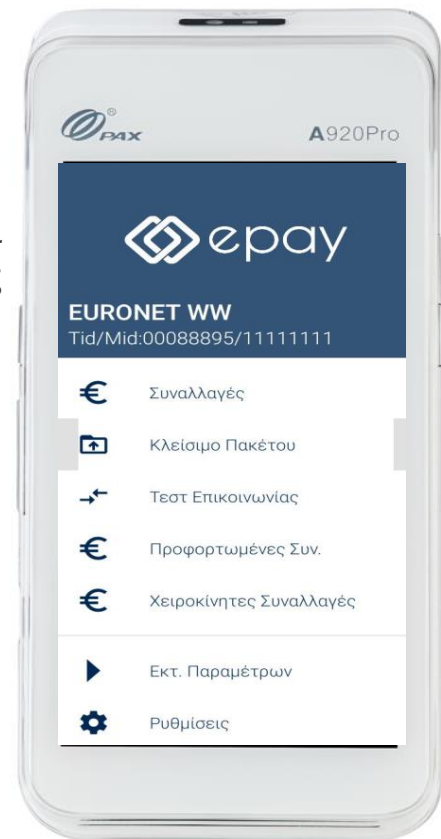 PAX®
A920Pro
epay
EURONET WW
Tid/Mid:00088895/11111111
Συναλλαγές
Κλείσιμο Πακέτου
Τεστ Επικοινωνίας
Προφορτωμένες Συν.
Χειροκίνητες Συναλλαγές
Εκτ. Παραμέτρων
Ρυθμίσεις